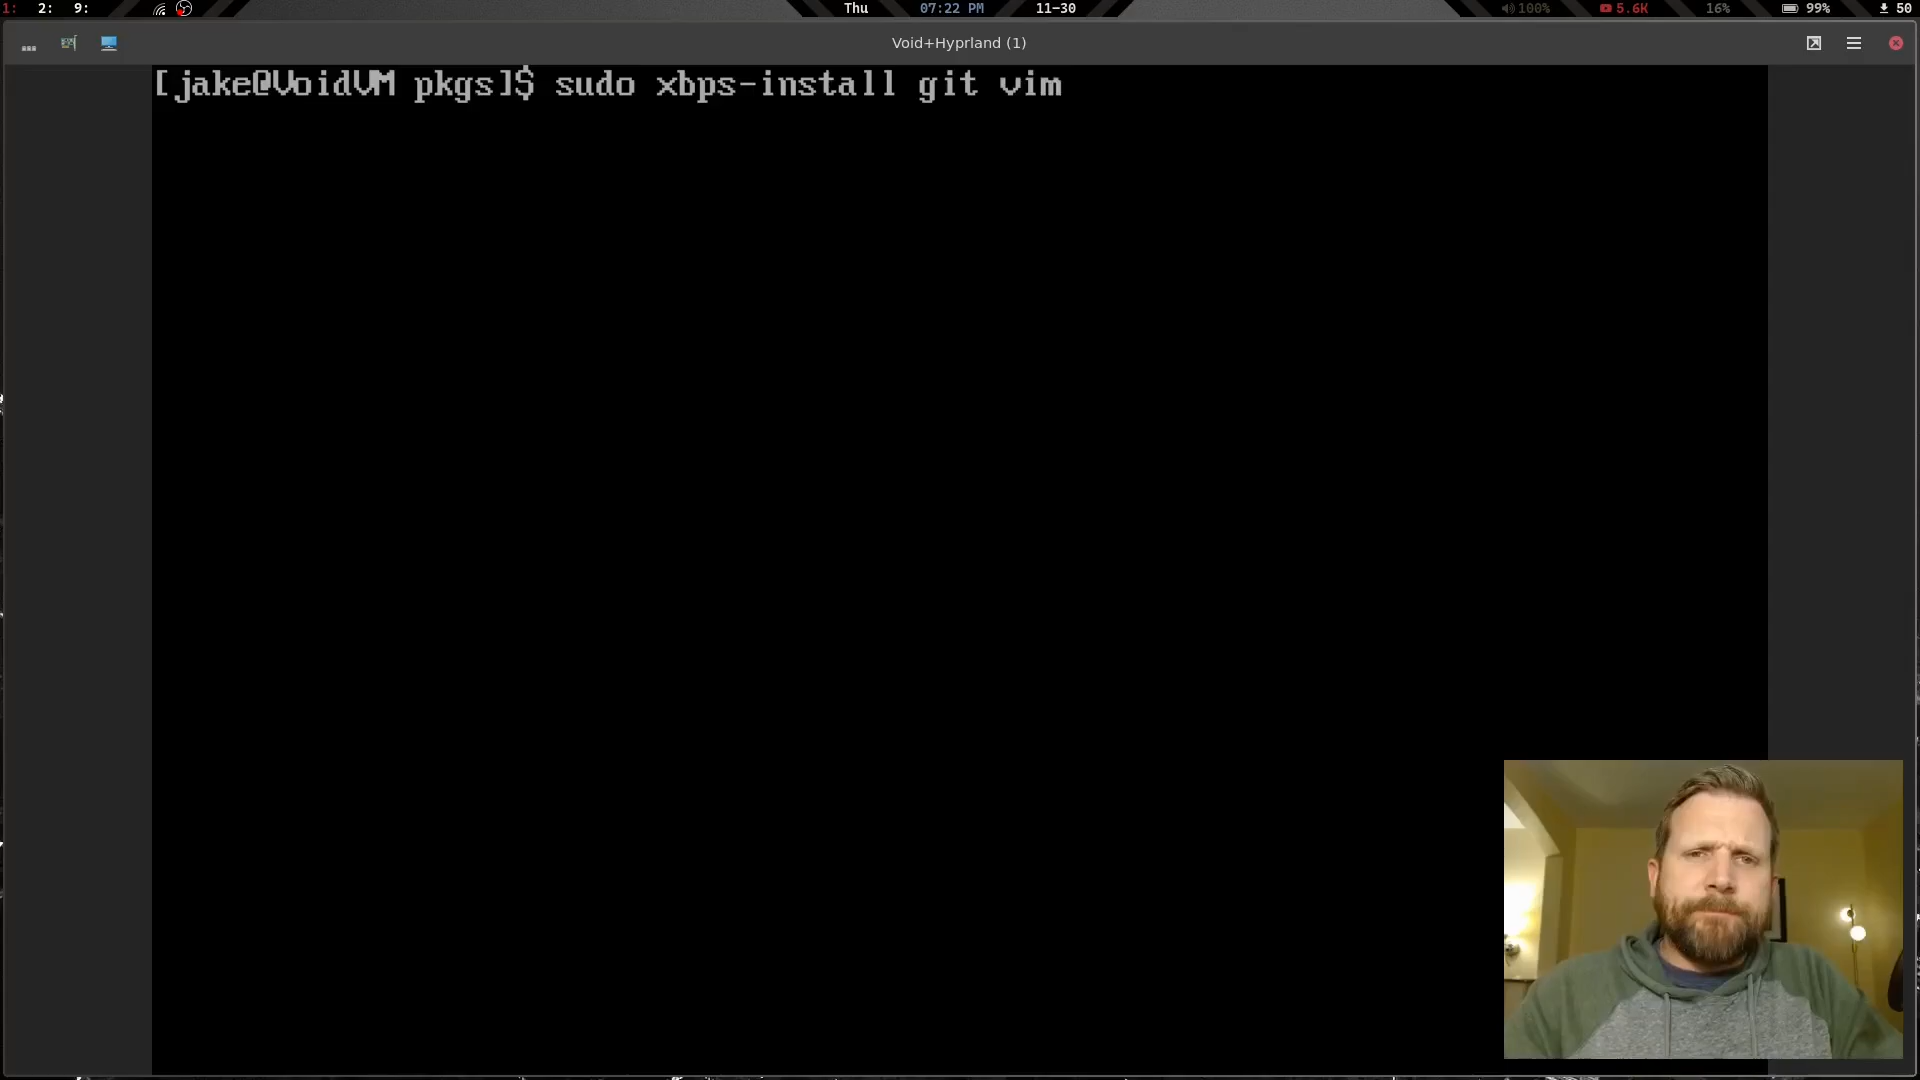 1: 2: 9: Thu 07:22 PM 11-30 100% 5.6K 16% 99% 50
Void+Hyprland (1)
[jake@VoidVM pkgs]$ sudo xbps-install git vim